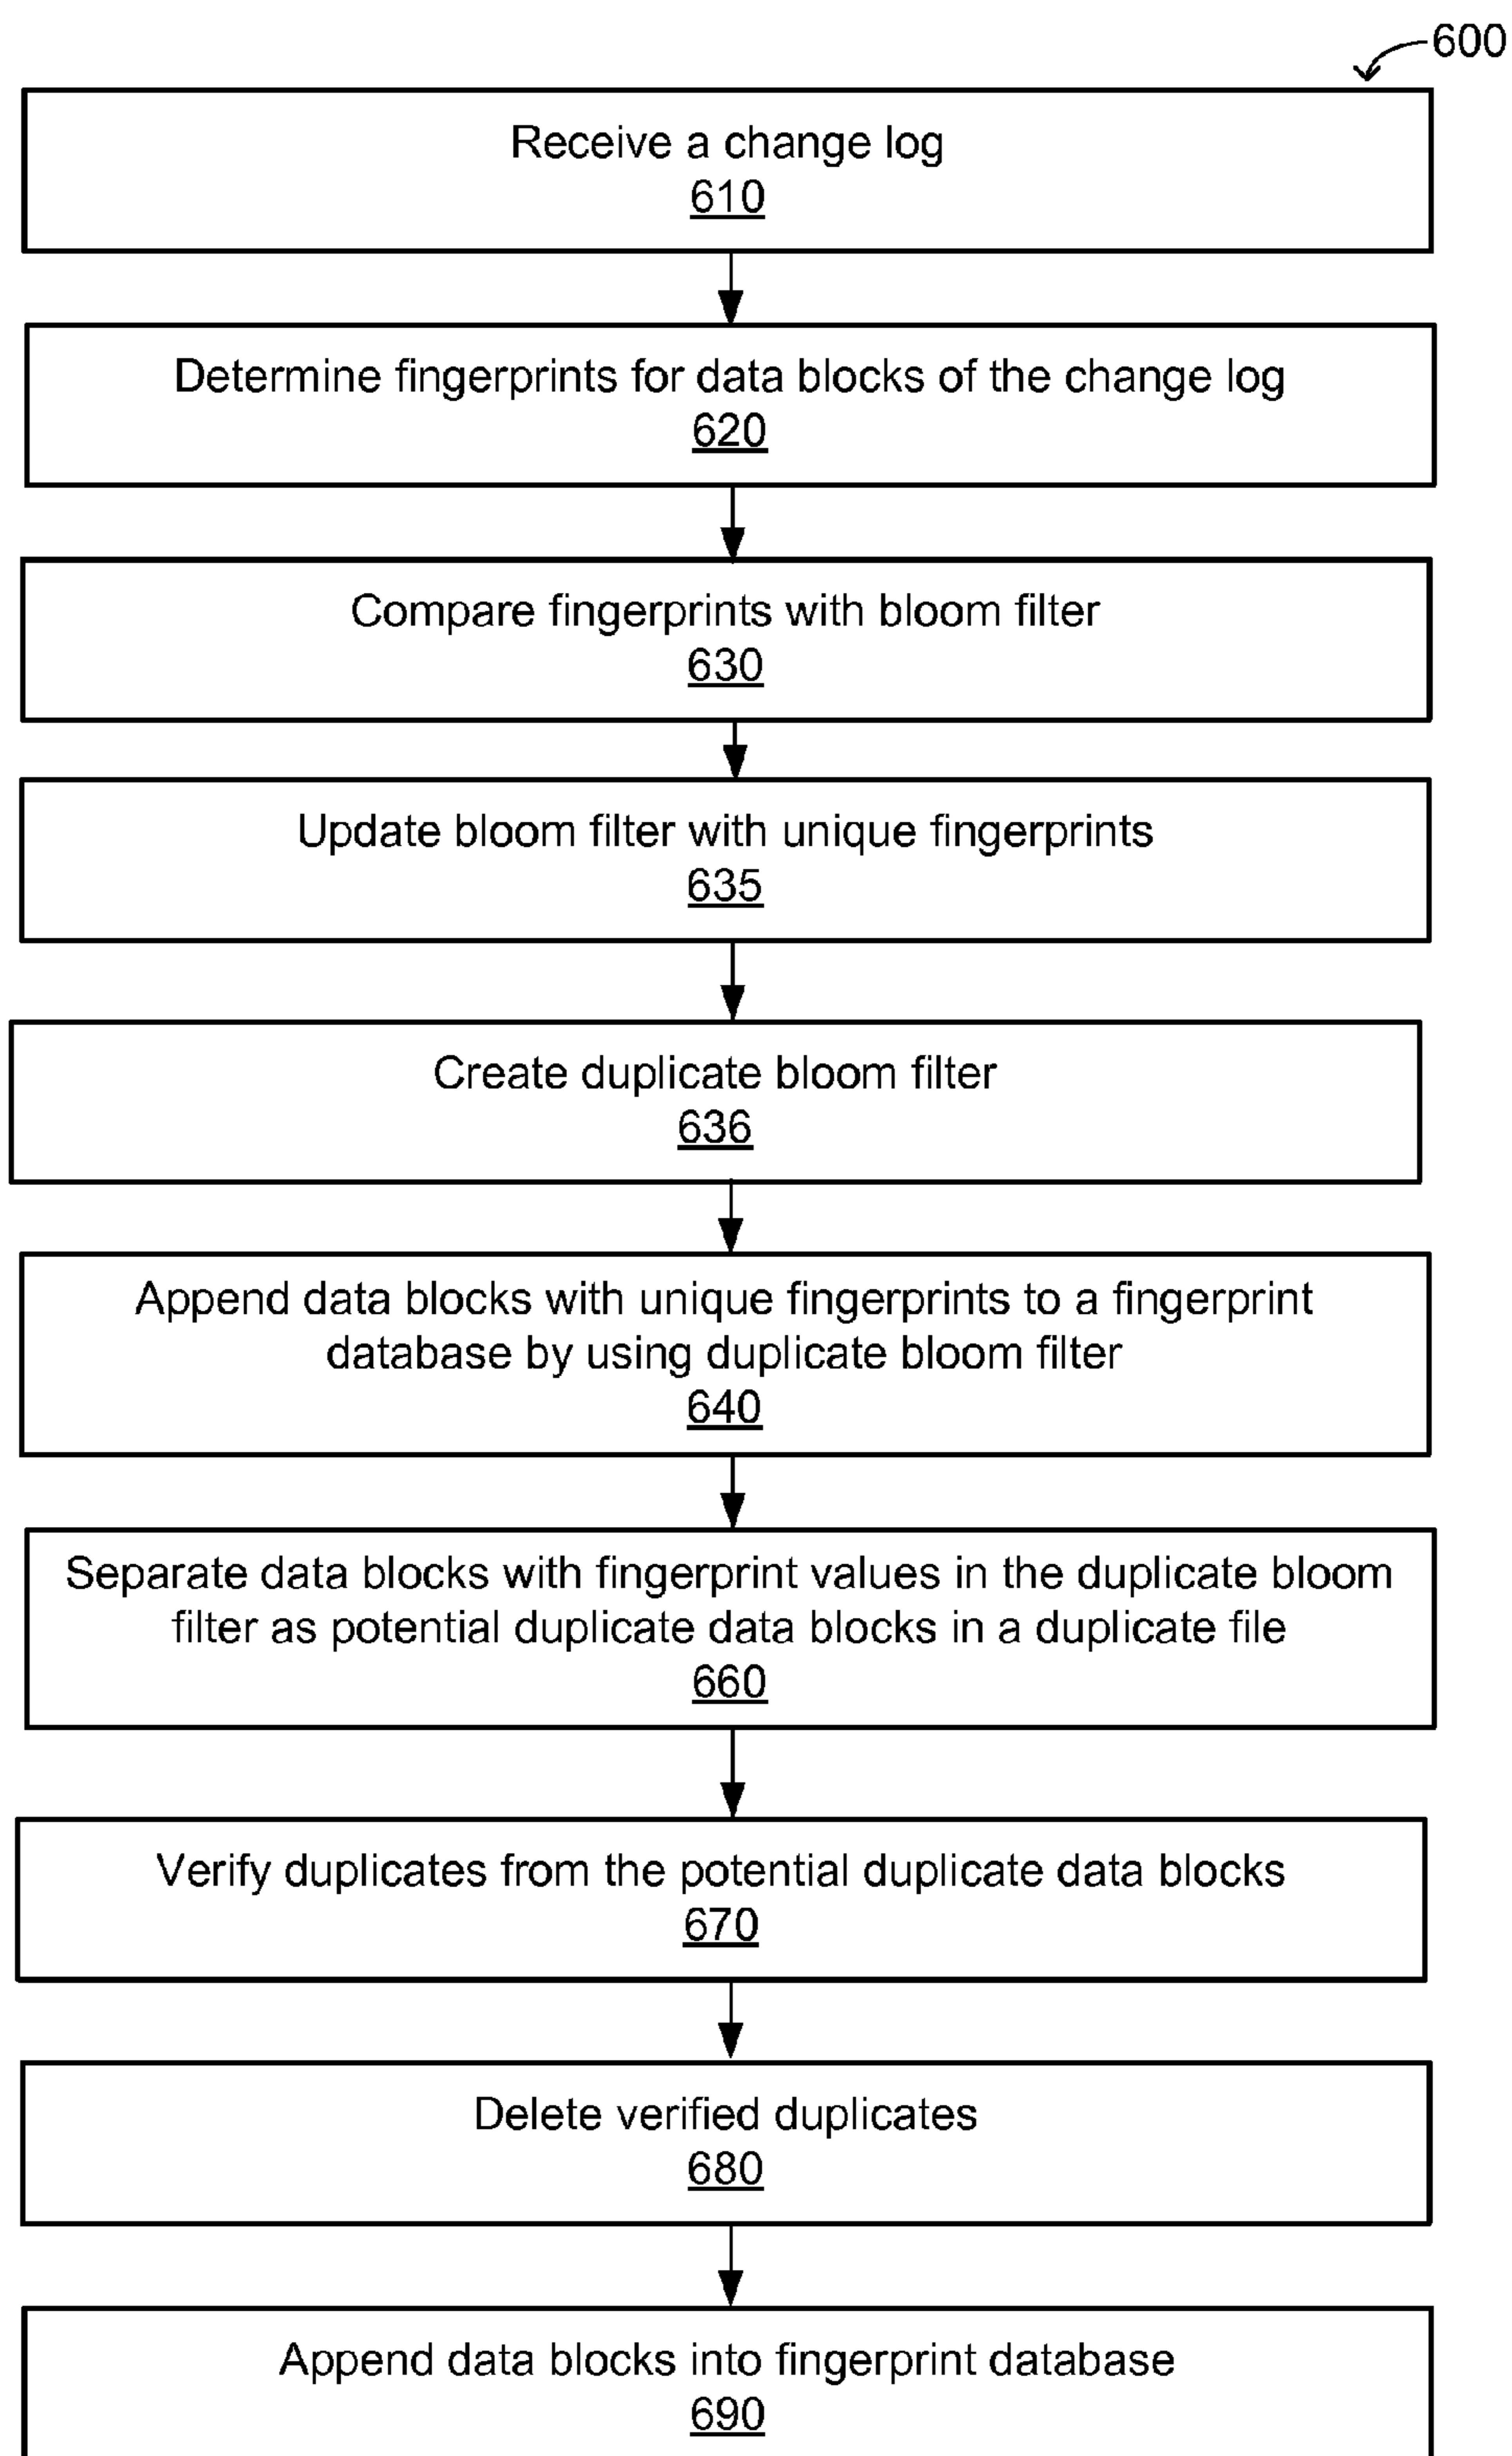 600
Receive a change log
610
Determine fingerprints for data blocks of the change log
620
Compare fingerprints with bloom filter
630
Update bloom filter with unique fingerprints
635
Create duplicate bloom filter
636
Append data blocks with unique fingerprints to a fingerprint
database by using duplicate bloom filter
640
Separate data blocks with fingerprint values in the duplicate bloom
filter as potential duplicate data blocks in a duplicate file
660
Verify duplicates from the potential duplicate data blocks
670
Delete verified duplicates
680
Append data blocks into fingerprint database
690